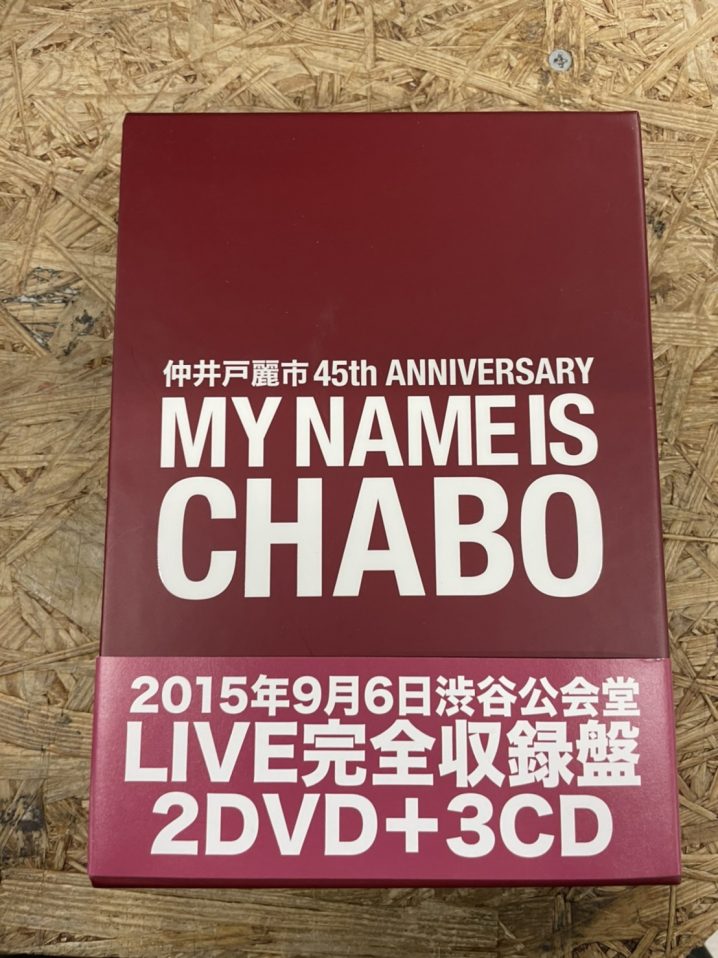 仲井戸麗市 45th ANNIVERSARY
MY NAME IS
CHABO
2015年9月6日渋谷公会堂
LIVE完全収録盤
2DVD+3CD